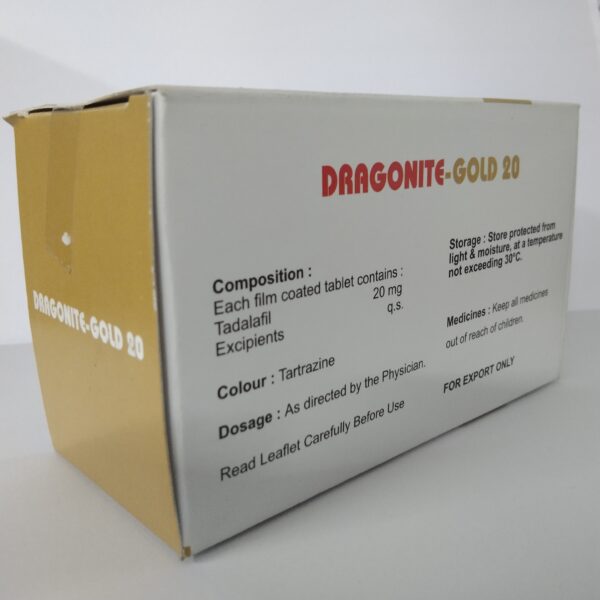 DRAGONITE-GOLD 20
DRAGONITE-GOLD 20
Composition :
Each film coated tablet contains :
Tadalafil 20 mg
Excipients q.s.
Colour : Tartrazine
Dosage : As directed by the Physician.
Read Leaflet Carefully Before Use
Storage : Store protected from
light & moisture, at a temperature
not exceeding 30°C.
Medicines : Keep all medicines
out of reach of children.
FOR EXPORT ONLY